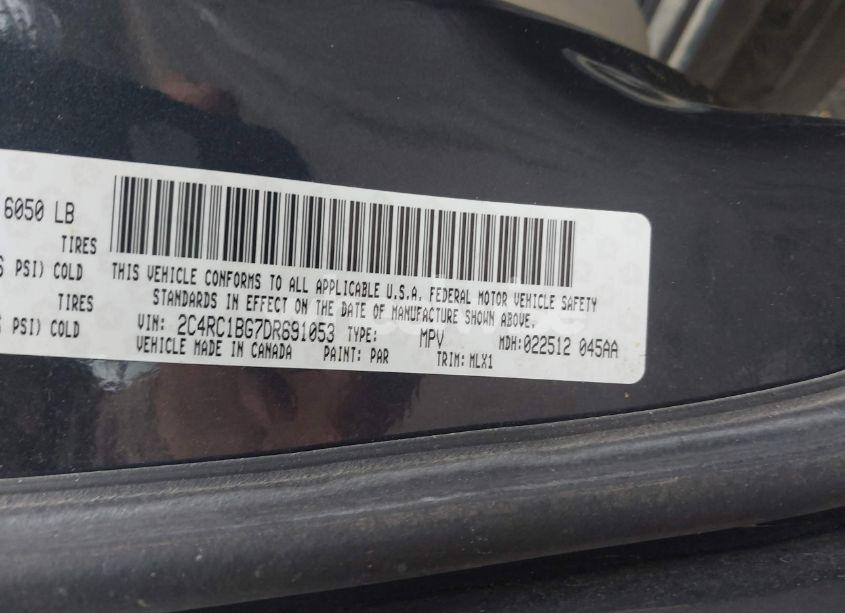 6050 LB
TIRES
PSI) COLD
TIRES
PSI) COLD
THIS VEHICLE CONFORMS TO ALL APPLICABLE U.S.A. FEDERAL MOTOR VEHICLE SAFETY
STANDARDS IN EFFECT ON THE DATE OF MANUFACTURE SHOWN ABOVE.
VIN: 2C4RC1BG7DR691053 TYPE: MPV MDH:022512 045AA
VEHICLE MADE IN CANADA PAINT: PAR TRIM: MLX1